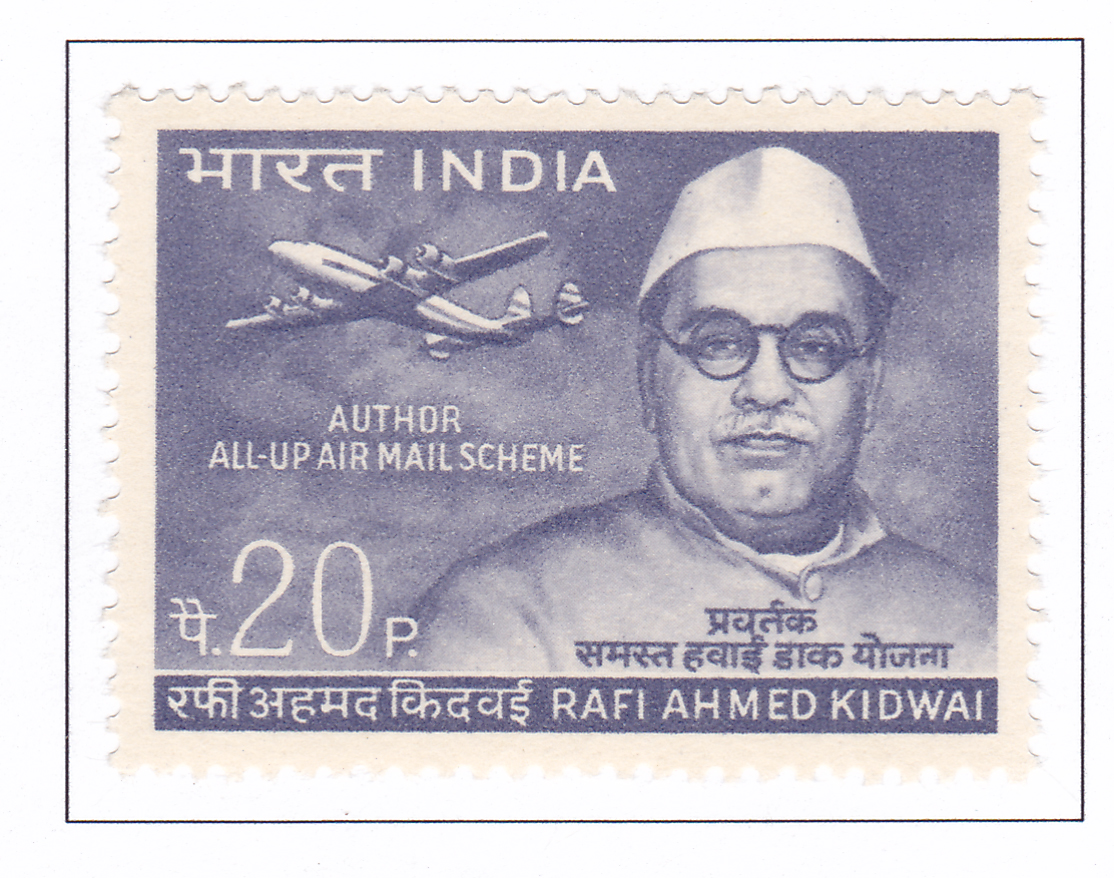 भारत INDIA
AUTHOR
ALL-UP AIR MAIL SCHEME
पै. 20 P.
प्रवर्तक
समस्त हवाई डाक योजना
रफी अहमद किदवई RAFI AHMED KIDWAI